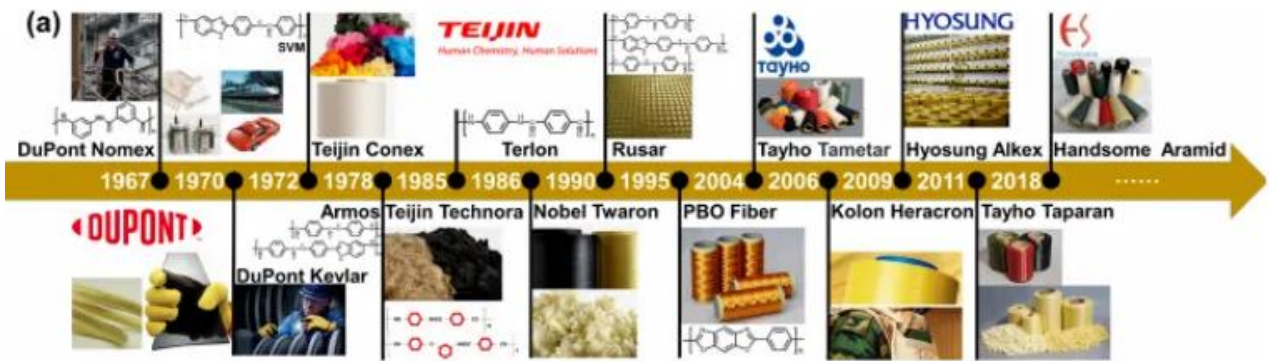 (a)
SVM
TEIJIN
Human Chemistry, Human Solutions
TAYHO
HYOSUNG
DuPont Nomex
Teijin Conex
Terlon
Rusar
Tayho Tametar
Hyosung Alkex
Handsome Aramid
1967 1970 1972 1978 1985 1986 1990 1995 2004 2006 2009 2011 2018 ......
Armos
Teijin Technora
Nobel Twaron
PBO Fiber
Kolon Heracron
Tayho Taparan
DUPONT
DuPont Kevlar